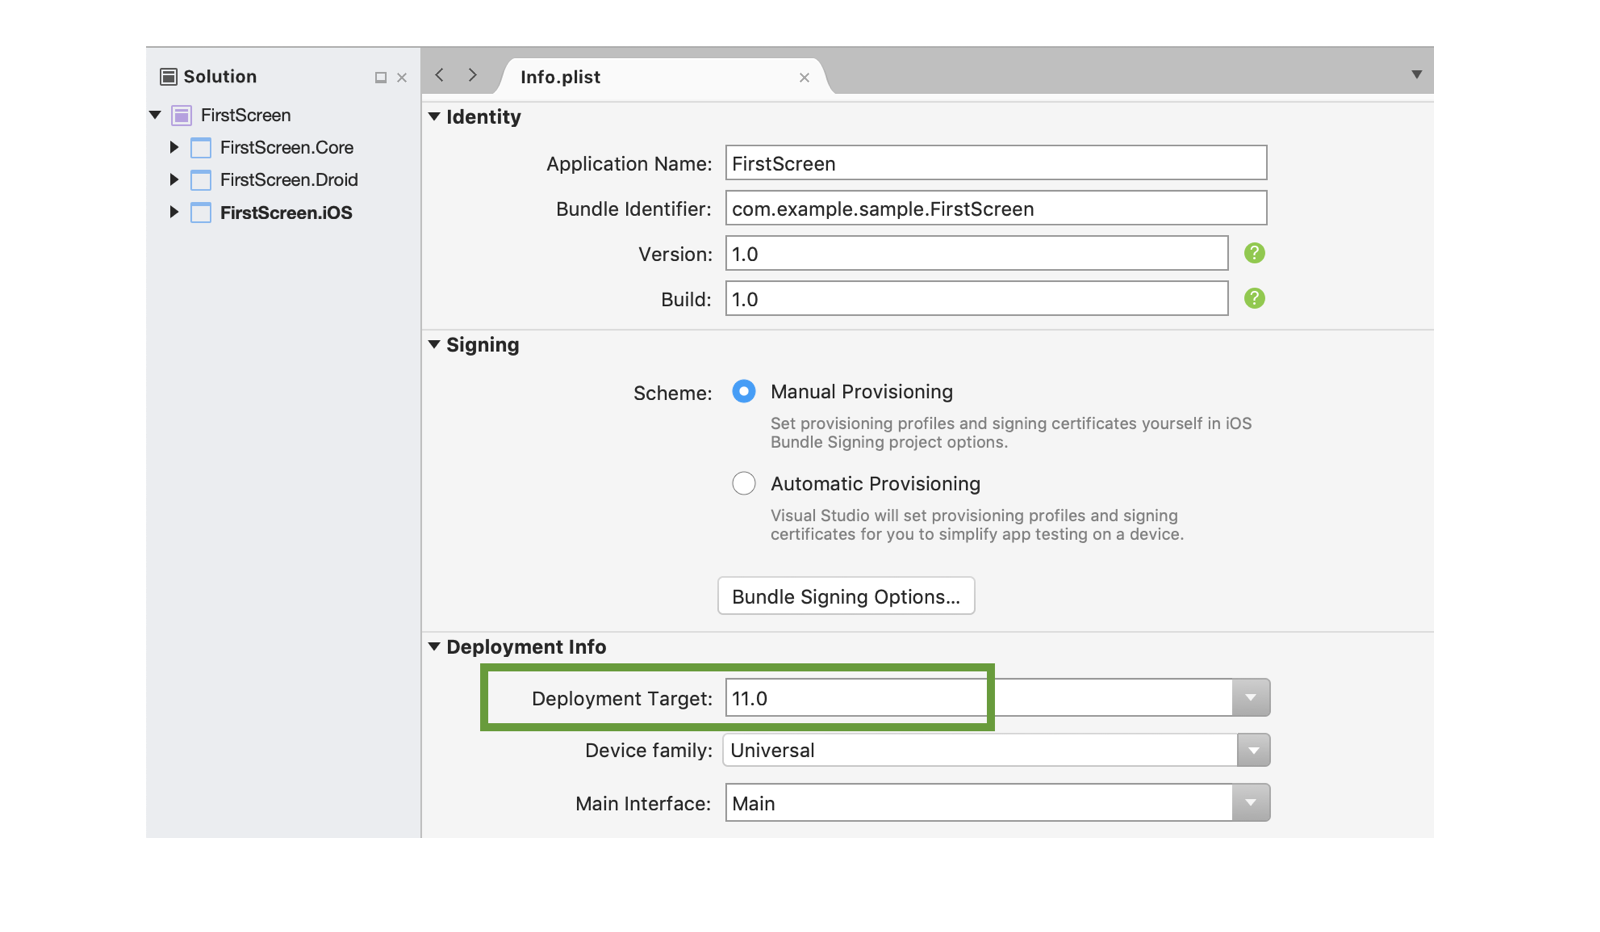 Solution
FirstScreen
FirstScreen.Core
FirstScreen.Droid
FirstScreen.iOS
Info.plist
Identity
Application Name: FirstScreen
Bundle Identifier: com.example.sample.FirstScreen
Version: 1.0 ?
Build: 1.0 ?
Signing
Scheme: Manual Provisioning
Set provisioning profiles and signing certificates yourself in iOS
Bundle Signing project options.
Automatic Provisioning
Visual Studio will set provisioning profiles and signing
certificates for you to simplify app testing on a device.
Bundle Signing Options...
Deployment Info
Deployment Target: 11.0
Device family: Universal
Main Interface: Main